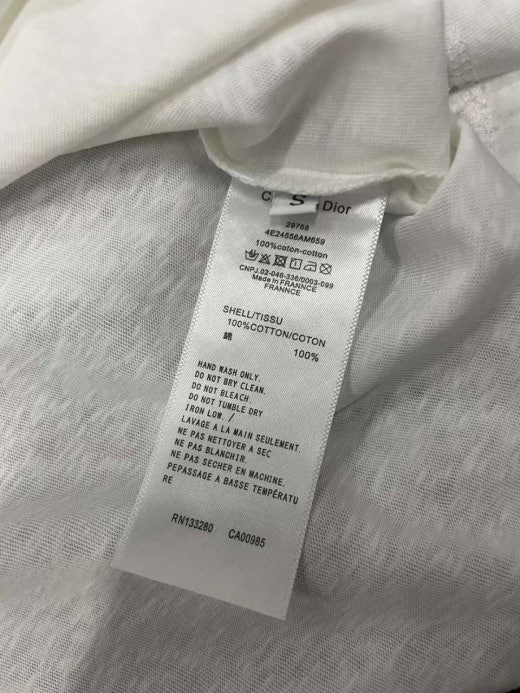 S
C Dior
29768
4E24556AM659
100%coton-cotton
CNPJ.02-046-336/0003-099
Made in FRANNCE
FRANNCE
SHELL/TISSU
100%COTTON/COTON
綿 100%
HAND WASH ONLY.
DO NOT BRY CLEAN.
DO NOT BLEACH.
DO NOT TUMBLE DRY
IRON LOW. /
LAVAGE A LA MAIN SEULEMENT.
NE PAS NETTOYER A SEC
NE PAS BLANCHIR.
NE PAS SECHER EN MACHINE.
PEPASSAGE A BASSE TEMPÉRATU
RE
RN133280 CA00985